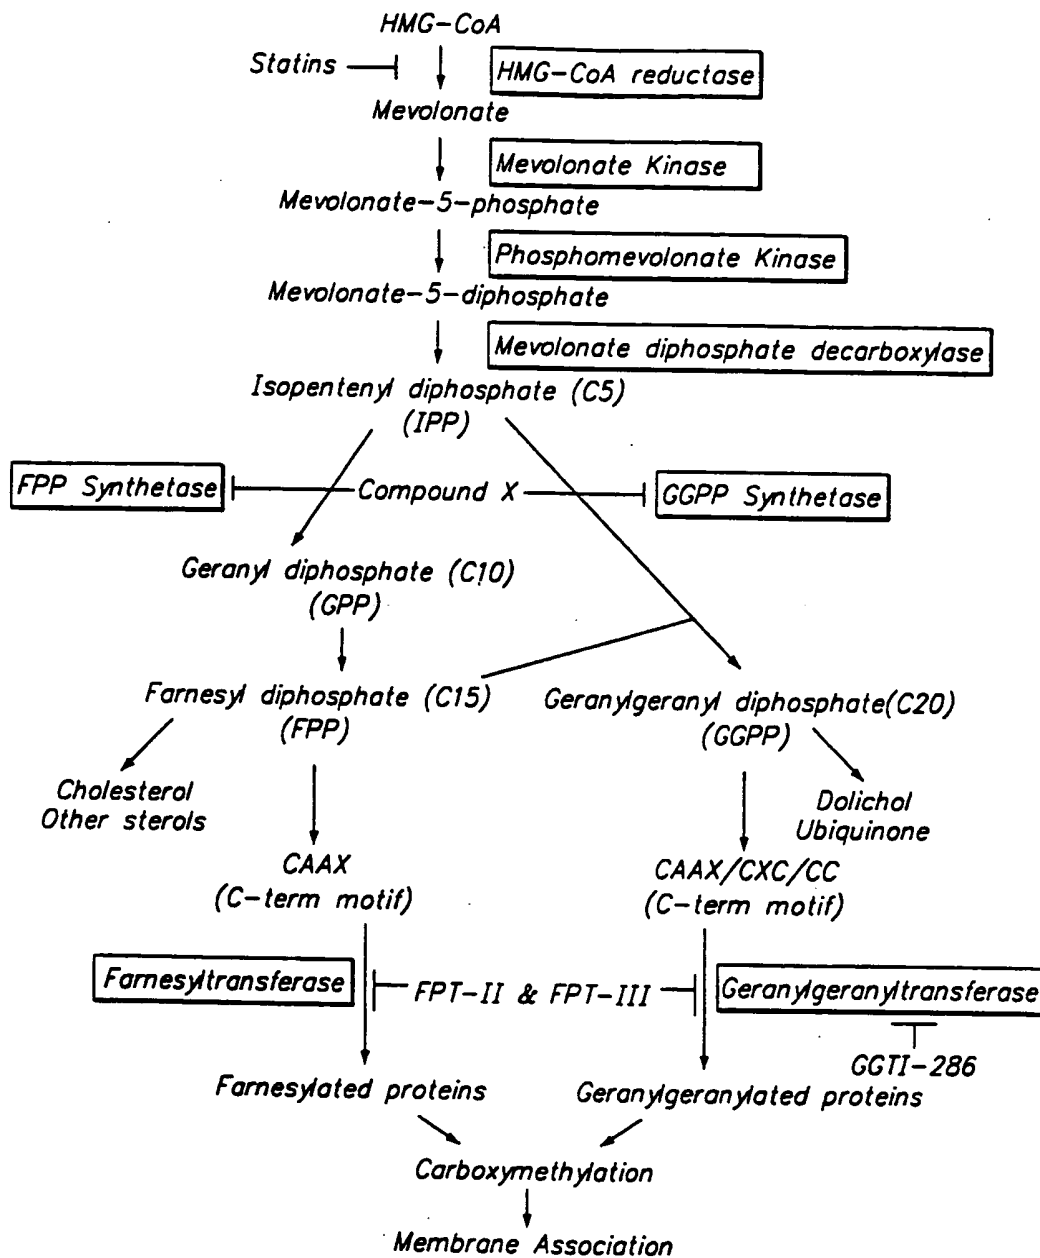 HMG-CoA
Statins
HMG-CoA reductase
Mevolonate
Mevolonate Kinase
Mevolonate-5-phosphate
Phosphomevolonate Kinase
Mevolonate-5-diphosphate
Mevolonate diphosphate decarboxylase
Isopentenyl diphosphate (C5)
(IPP)
FPP Synthetase
Compound X
GGPP Synthetase
Geranyl diphosphate (C10)
(GPP)
Farnesyl diphosphate (C15)
(FPP)
Geranylgeranyl diphosphate(C20)
(GGPP)
Cholesterol
Other sterols
Dolichol
Ubiquinone
CAAX
(C-term motif)
CAAX/CXC/CC
(C-term motif)
Farnesyltransferase
FPT-II & FPT-III
Geranylgeranyltransferase
GGTI-286
Farnesylated proteins
Geranylgeranylated proteins
Carboxymethylation
Membrane Association